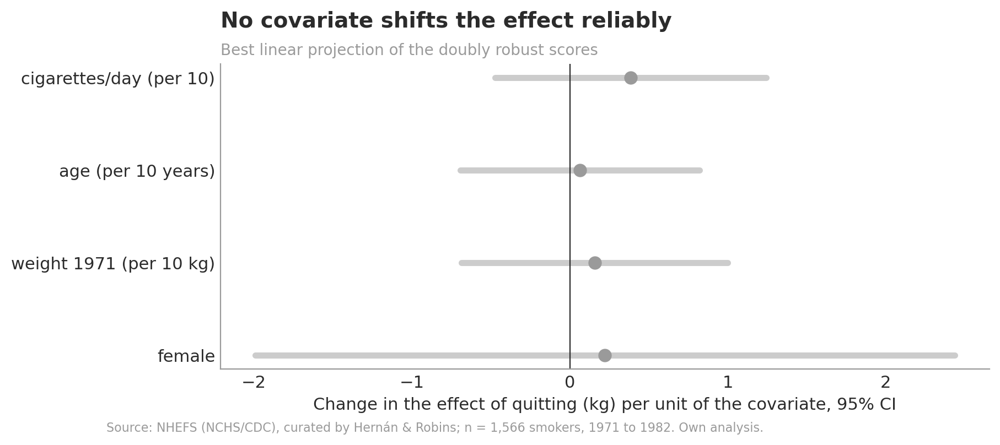 No covariate shifts the effect reliably
Best linear projection of the doubly robust scores
cigarettes/day (per 10)
age (per 10 years)
weight 1971 (per 10 kg)
female
−2 −1 0 1 2
Change in the effect of quitting (kg) per unit of the covariate, 95% CI
Source: NHEFS (NCHS/CDC), curated by Hernán & Robins; n = 1,566 smokers, 1971 to 1982. Own analysis.